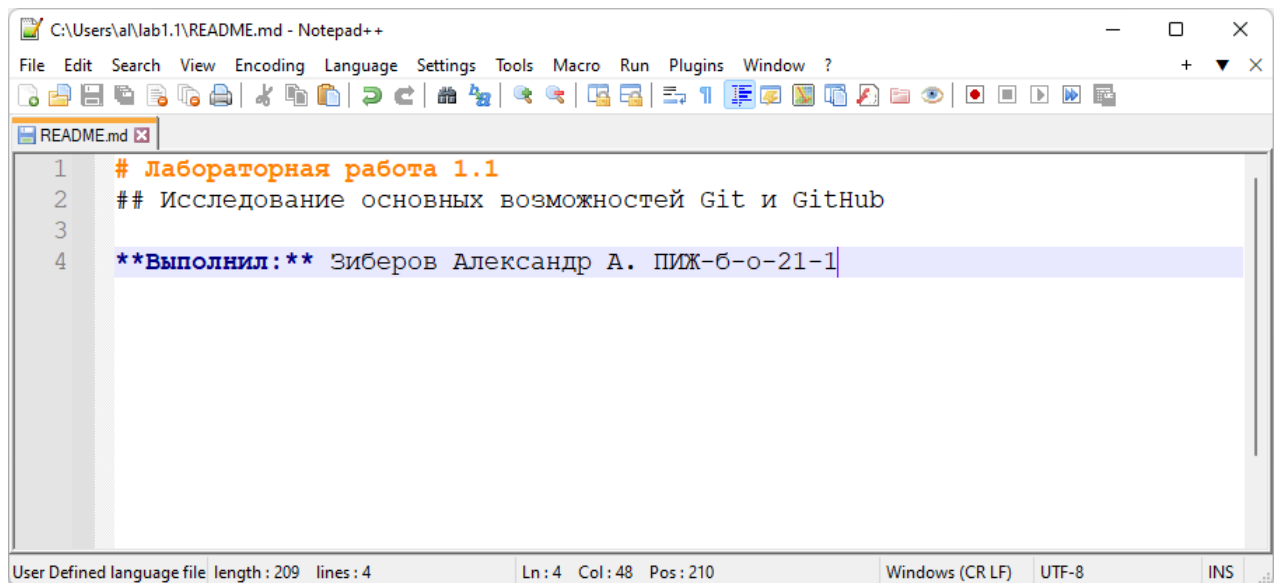 C:\Users\al\lab1.1\README.md - Notepad++
File Edit Search View Encoding Language Settings Tools Macro Run Plugins Window ?
README.md
1 # Лабораторная работа 1.1
2 ## Исследование основных возможностей Git и GitHub
3
4 **Выполнил:** Зиберов Александр А. ПИЖ-б-о-21-1
User Defined language file length : 209 lines : 4 Ln : 4 Col : 48 Pos : 210 Windows (CR LF) UTF-8 INS